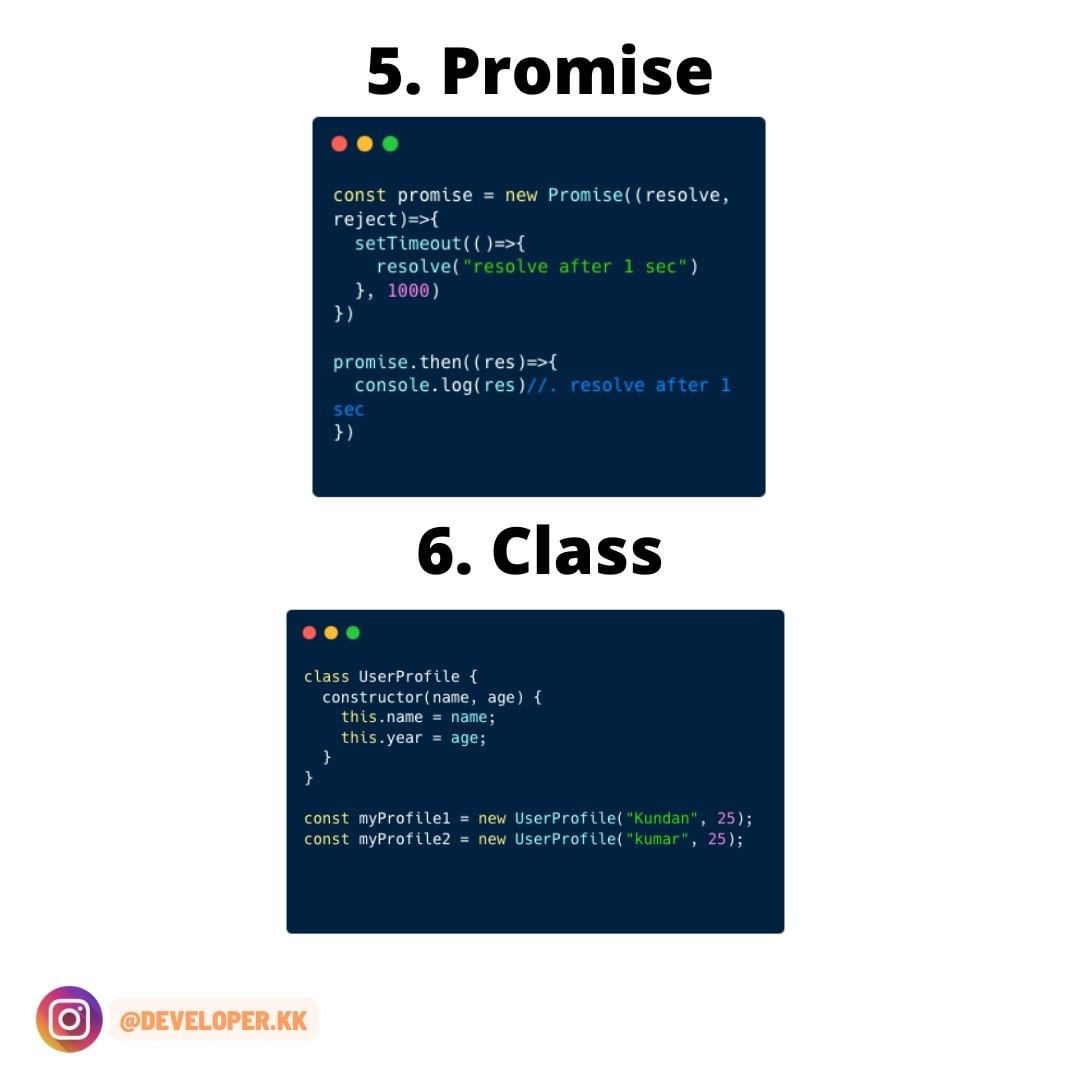 5. Promise
const promise = new Promise((resolve,
reject)=>{
  setTimeout(()=>{
    resolve("resolve after 1 sec")
  }, 1000)
})

promise.then((res)=>{
  console.log(res)//. resolve after 1
sec
})
6. Class
class UserProfile {
  constructor(name, age) {
    this.name = name;
    this.year = age;
  }
}

const myProfile1 = new UserProfile("Kundan", 25);
const myProfile2 = new UserProfile("kumar", 25);
@DEVELOPER.KK